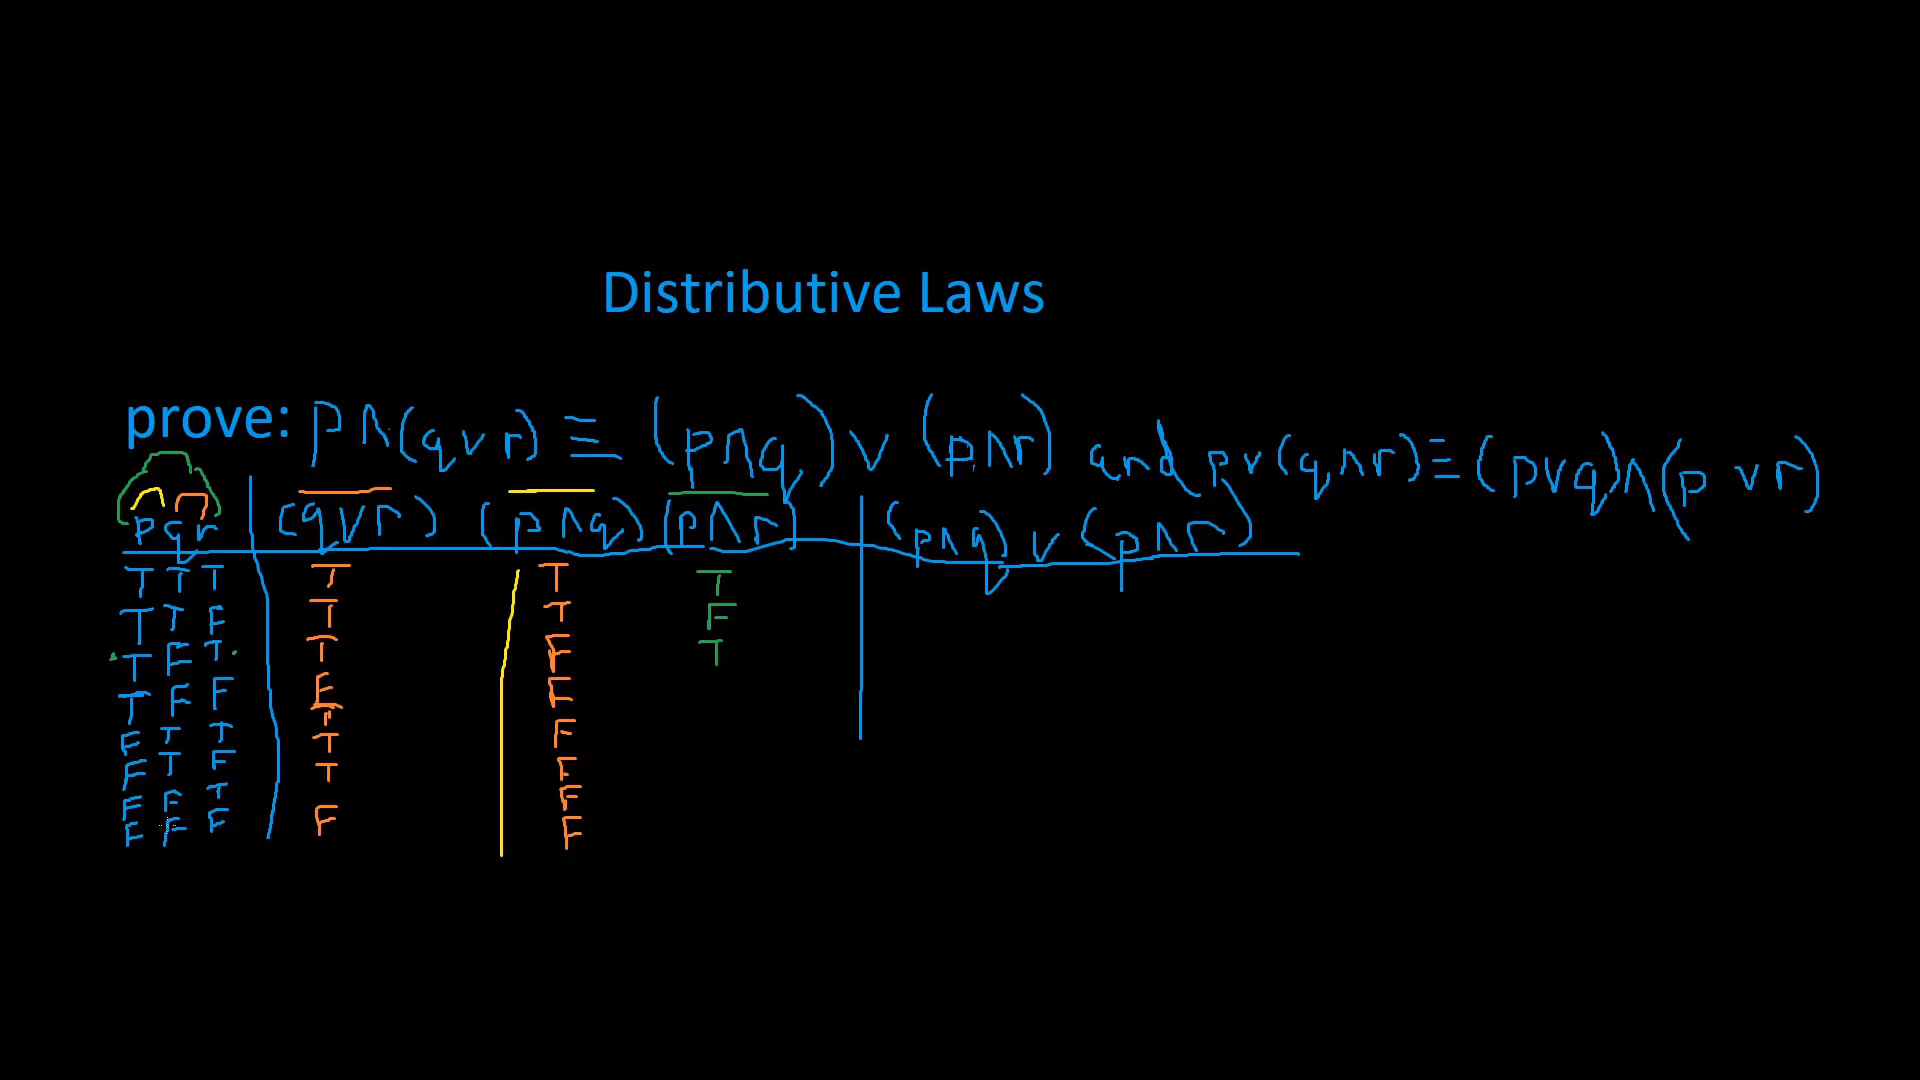 Distributive Laws
prove: p∧(q∨r) ≡ (p∧q)∨(p∧r) and p∨(q∧r) ≡ (p∨q)∧(p∨r)
p q r (q∨r) (p∧q) (p∧r) (p∧q)∨(p∧r)
T T T T T T
T T F T T F
T F T T F T
T F F F F
F T T T F
F T F T F
F F T F
F F F F F